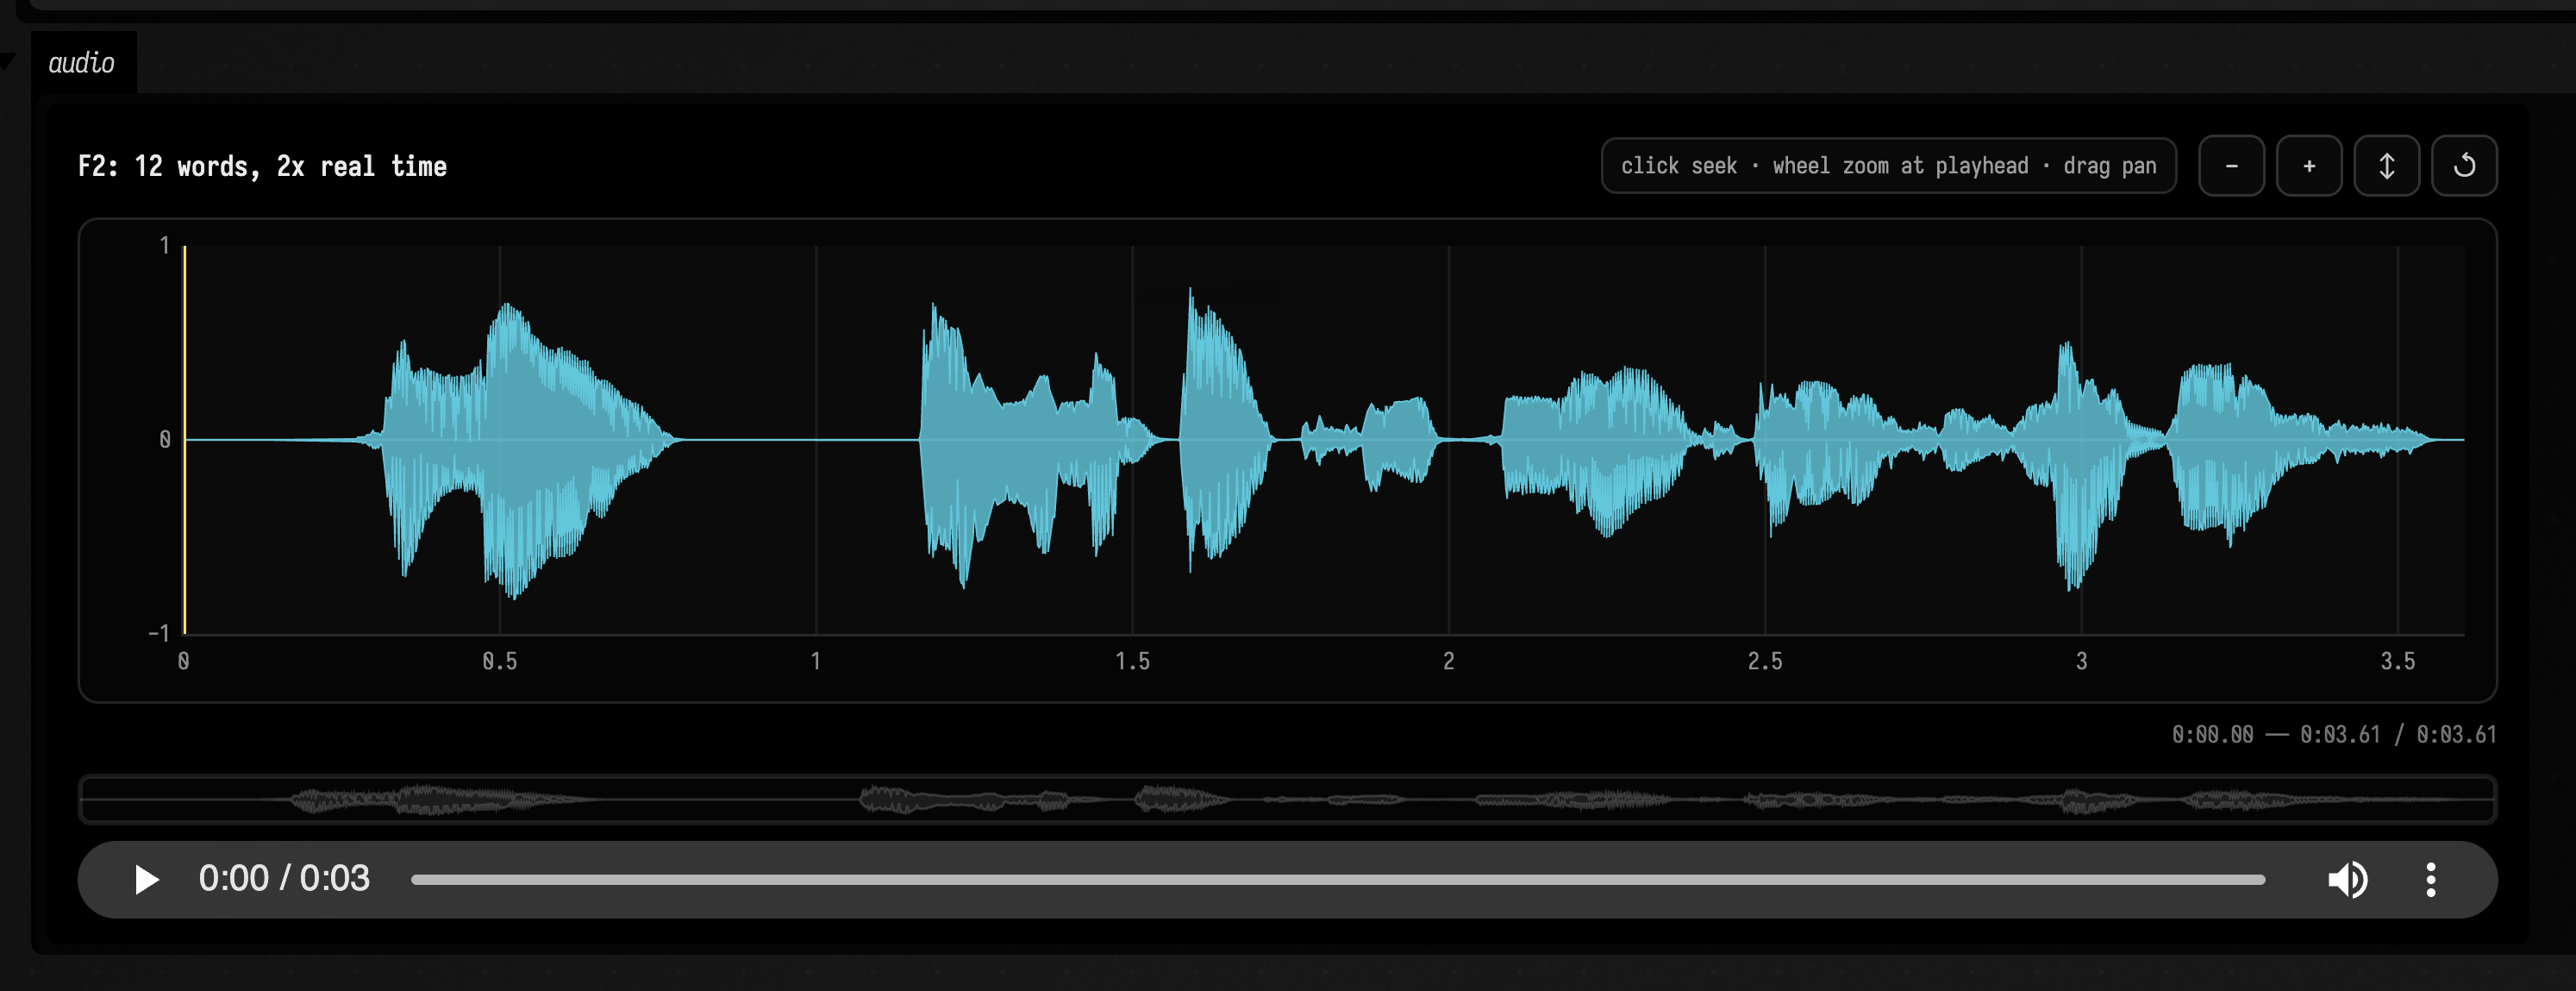 audio
F2: 12 words, 2x real time
click seek · wheel zoom at playhead · drag pan
− + ↕ ↺
1
0
−1
0 0.5 1 1.5 2 2.5 3 3.5
0:00.00 — 0:03.61 / 0:03.61
0:00 / 0:03